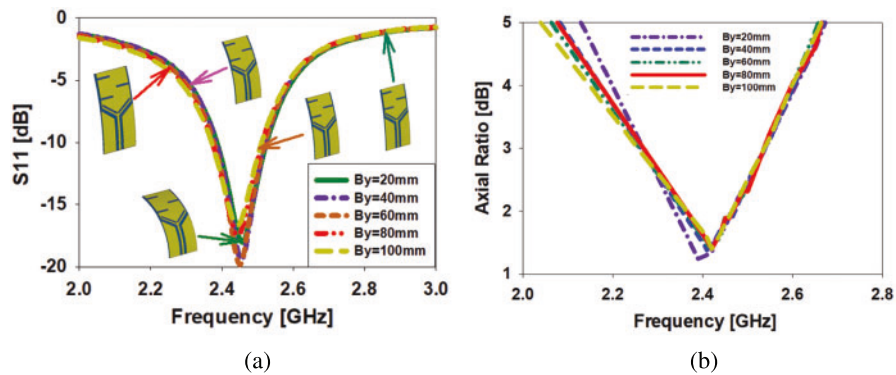 0
-5
-10
-15
-20
S11 [dB]
By=20mm
By=40mm
By=60mm
By=80mm
By=100mm
2.0 2.2 2.4 2.6 2.8 3.0
Frequency [GHz]
(a)
5
4
3
2
1
Axial Ratio [dB]
By=20mm
By=40mm
By=60mm
By=80mm
By=100mm
2.0 2.2 2.4 2.6 2.8
Frequency [GHz]
(b)